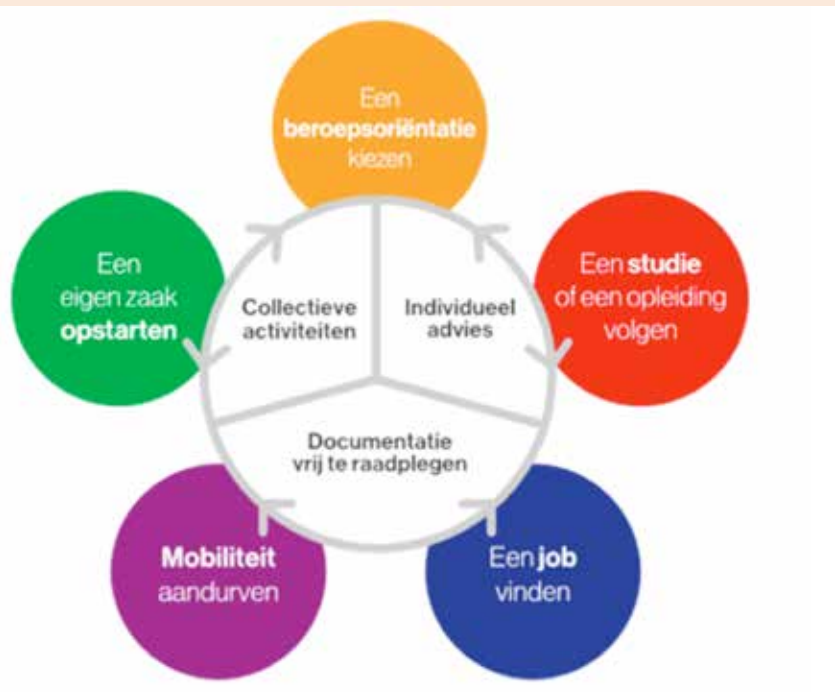 Een
beroepsoriëntatie
kiezen
Een
eigen zaak
opstarten
Een studie
of een opleiding
volgen
Collectieve
activiteiten
Individueel
advies
Documentatie
vrij te raadplegen
Mobiliteit
aandurven
Een job
vinden